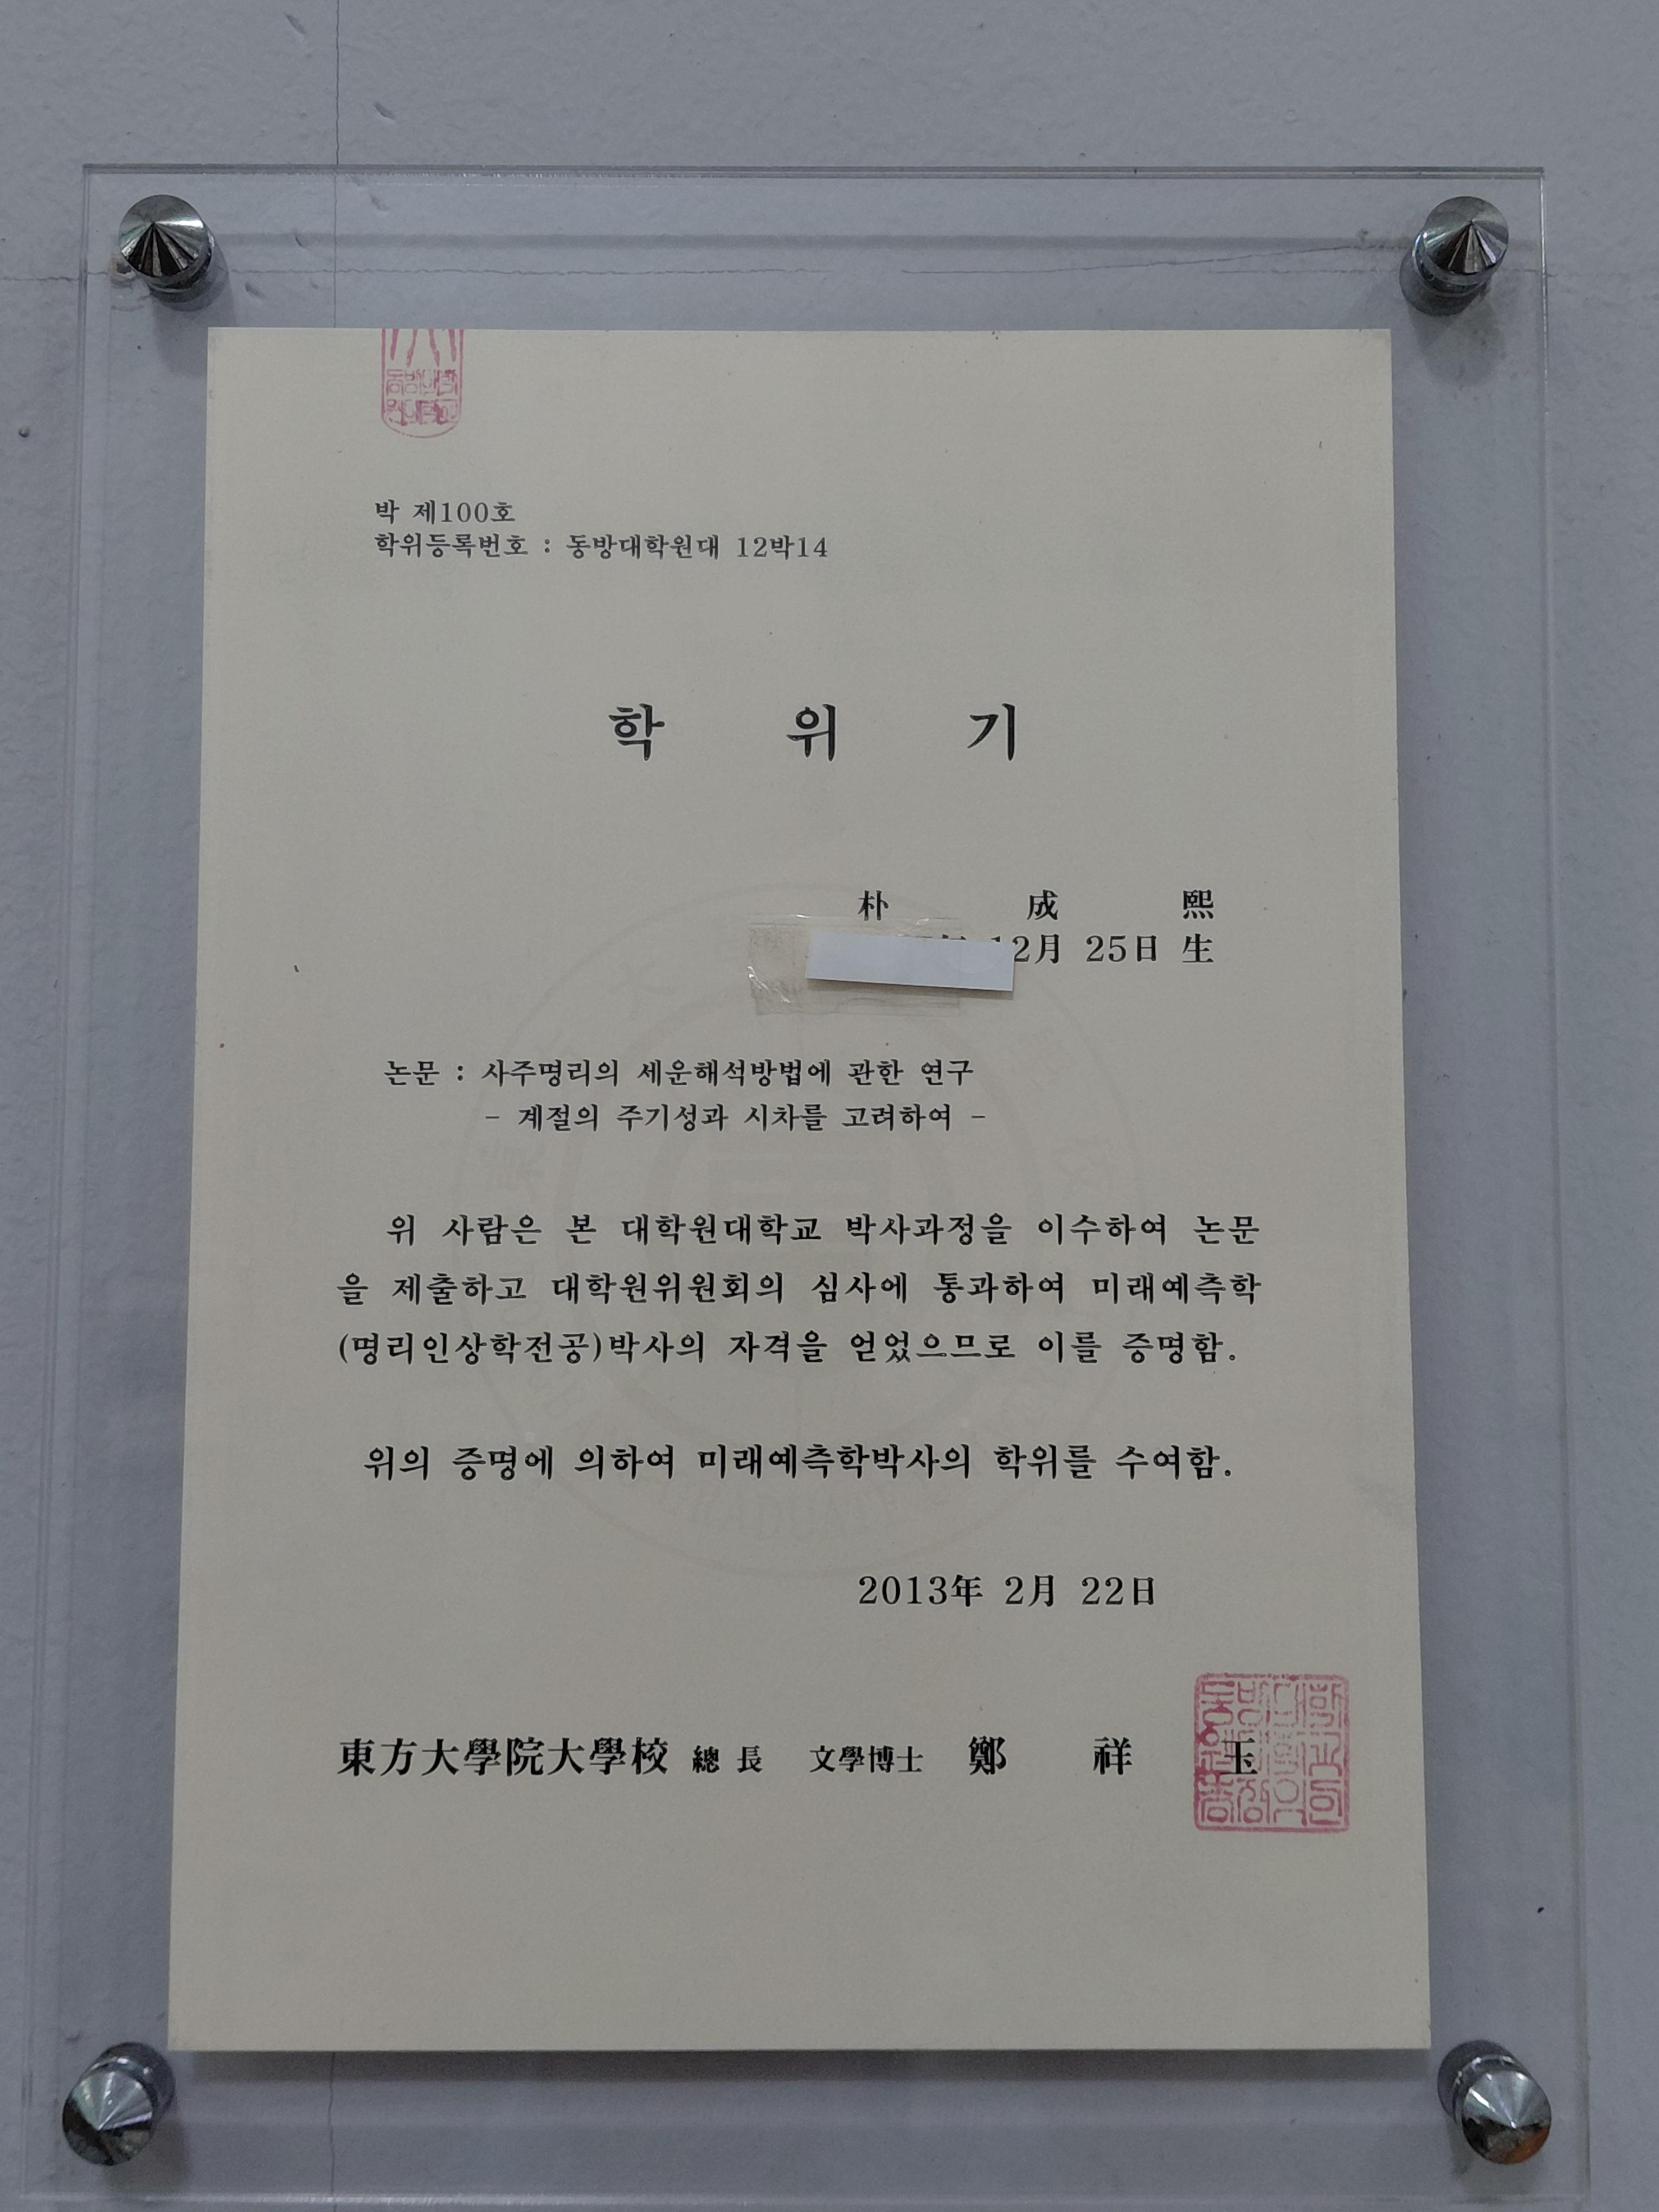 박 제100호
학위등록번호 : 동방대학원대 12박14
학 위 기
朴 成 熙
12月 25日 生
논문 : 사주명리의 세운해석방법에 관한 연구
- 계절의 주기성과 시차를 고려하여 -
위 사람은 본 대학원대학교 박사과정을 이수하여 논문
을 제출하고 대학원위원회의 심사에 통과하여 미래예측학
(명리인상학전공)박사의 자격을 얻었으므로 이를 증명함.
위의 증명에 의하여 미래예측학박사의 학위를 수여함.
2013年 2月 22日
東方大學院大學校 總 長 文學博士 鄭 祥 玉